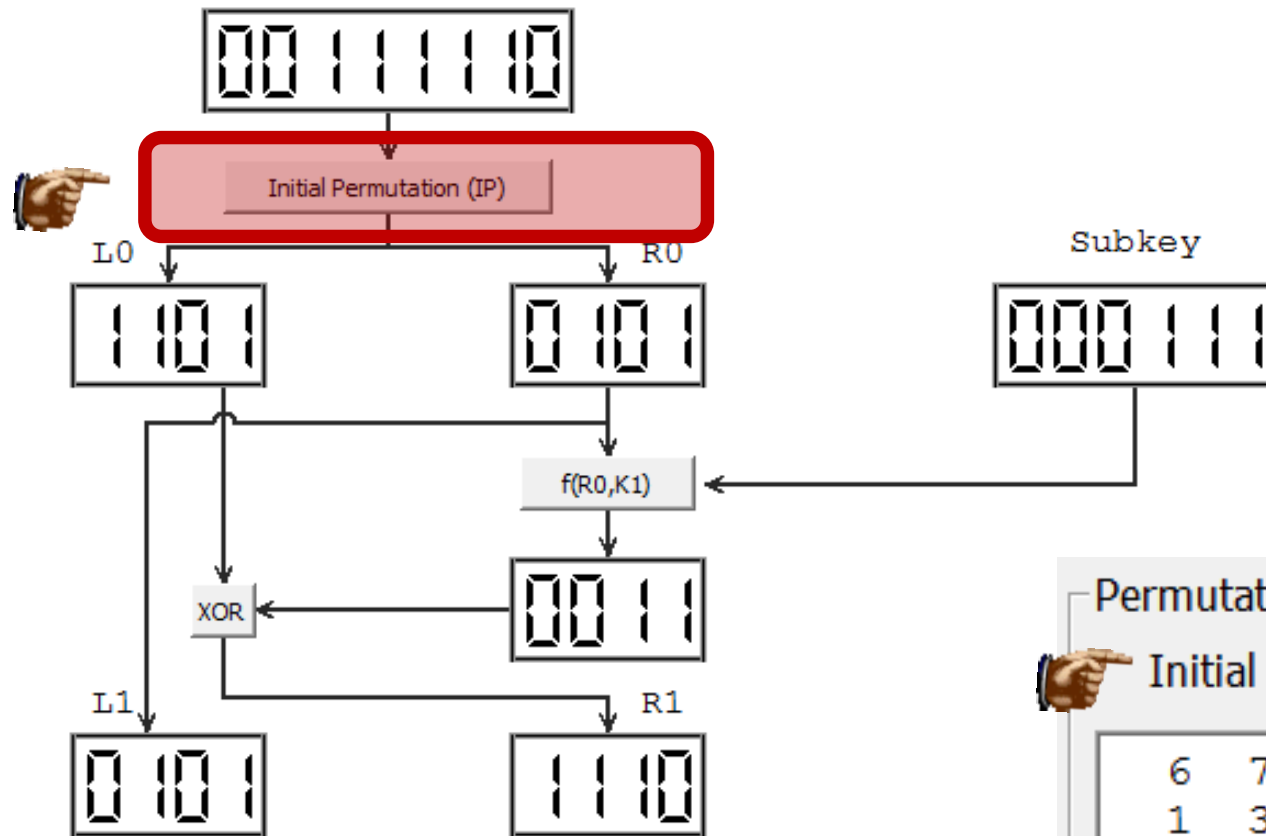 00111110
Initial Permutation (IP)
L0 R0
Subkey
1101 0101 000111
f(R0,K1)
XOR
0011
Permutat
Initial
L1 R1
0101 1110
6 7
1 3